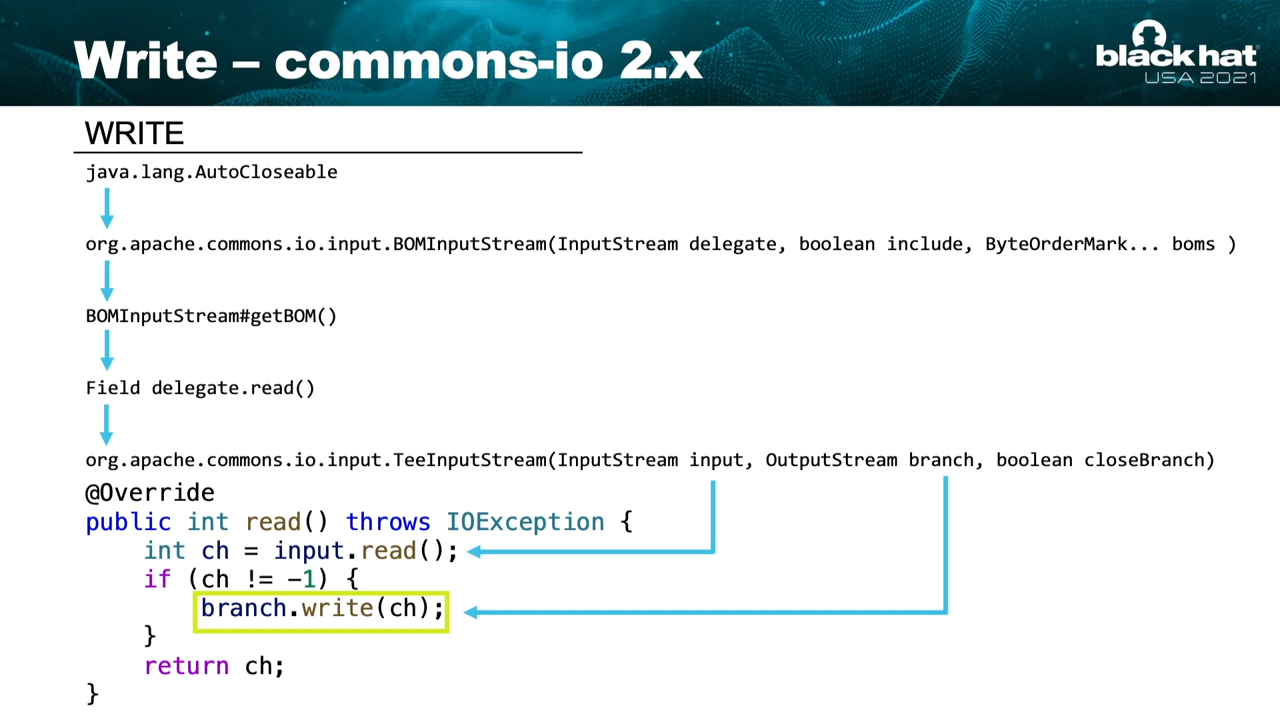 Write – commons-io 2.x
black hat
USA 2021
WRITE
java.lang.AutoCloseable
org.apache.commons.io.input.BOMInputStream(InputStream delegate, boolean include, ByteOrderMark... boms )
BOMInputStream#getBOM()
Field delegate.read()
org.apache.commons.io.input.TeeInputStream(InputStream input, OutputStream branch, boolean closeBranch)
@Override
public int read() throws IOException {
    int ch = input.read();
    if (ch != -1) {
        branch.write(ch);
    }
    return ch;
}